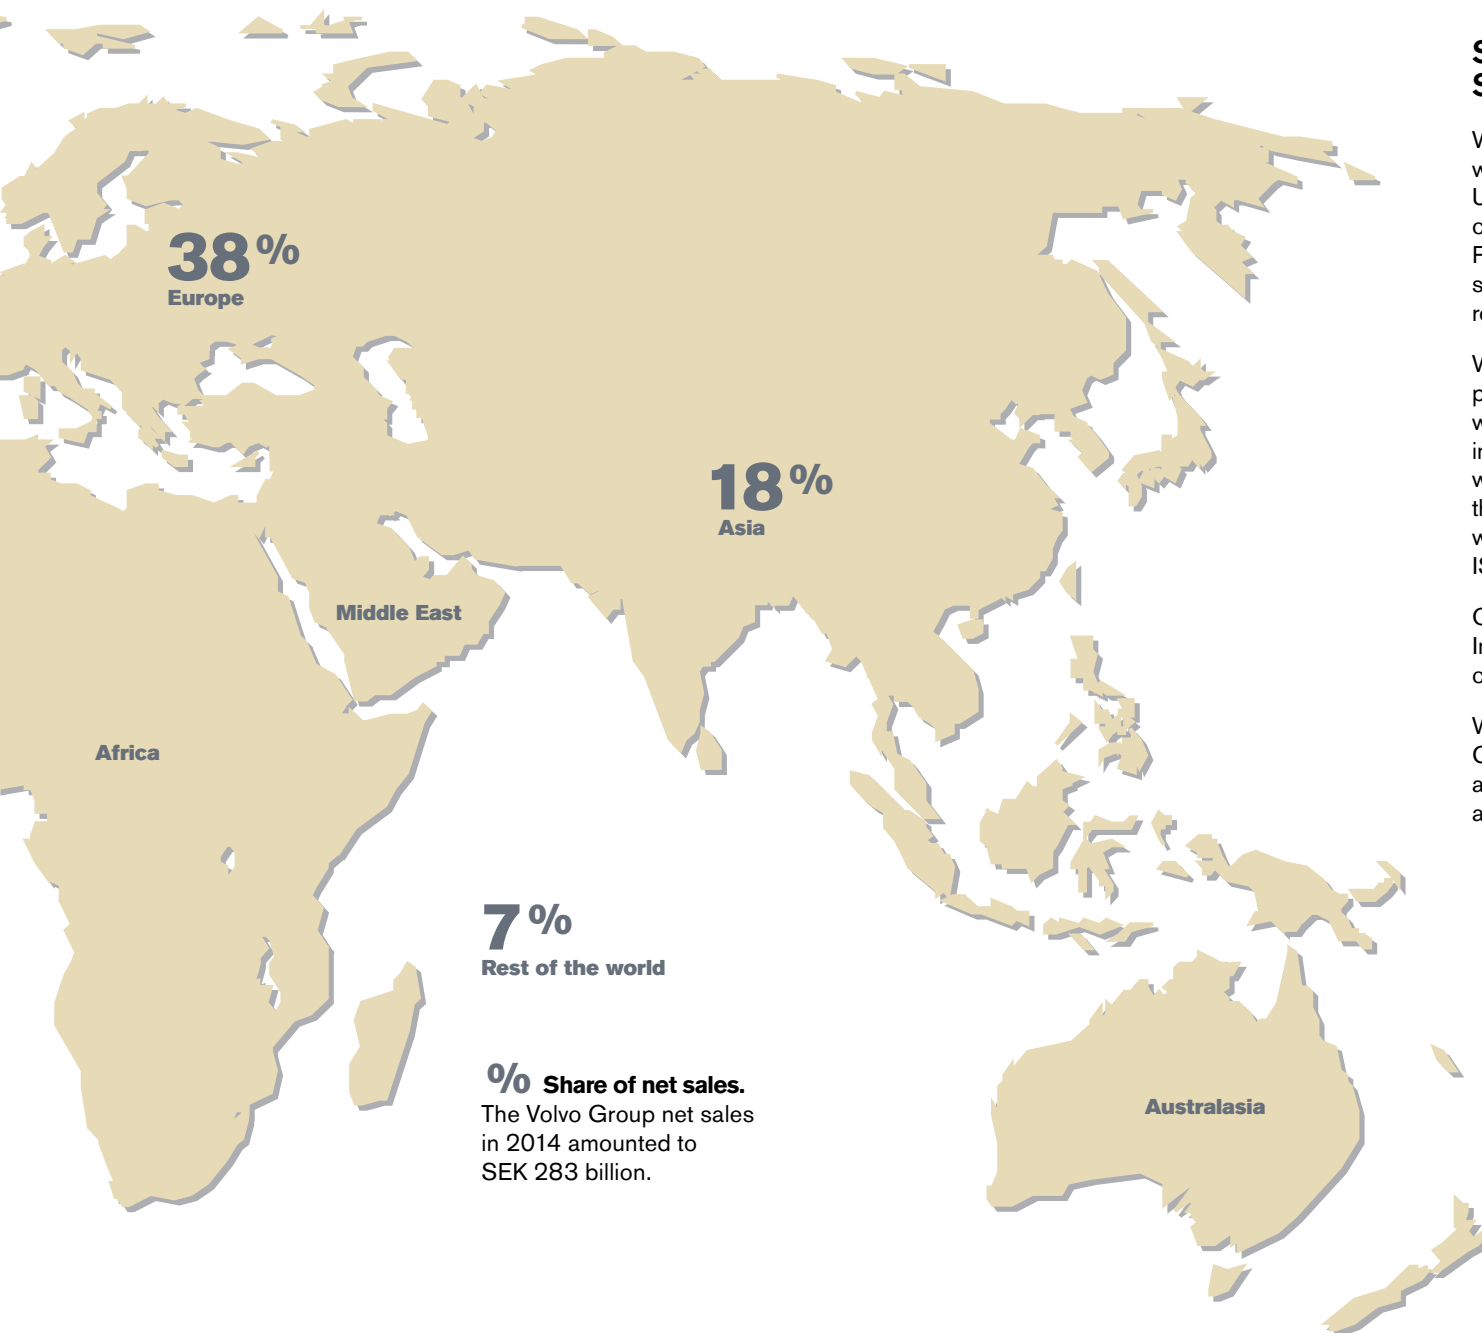 38%
Europe
18%
Asia
Middle East
Africa
7%
Rest of the world
% Share of net sales.
The Volvo Group net sales
in 2014 amounted to
SEK 283 billion.
Australasia